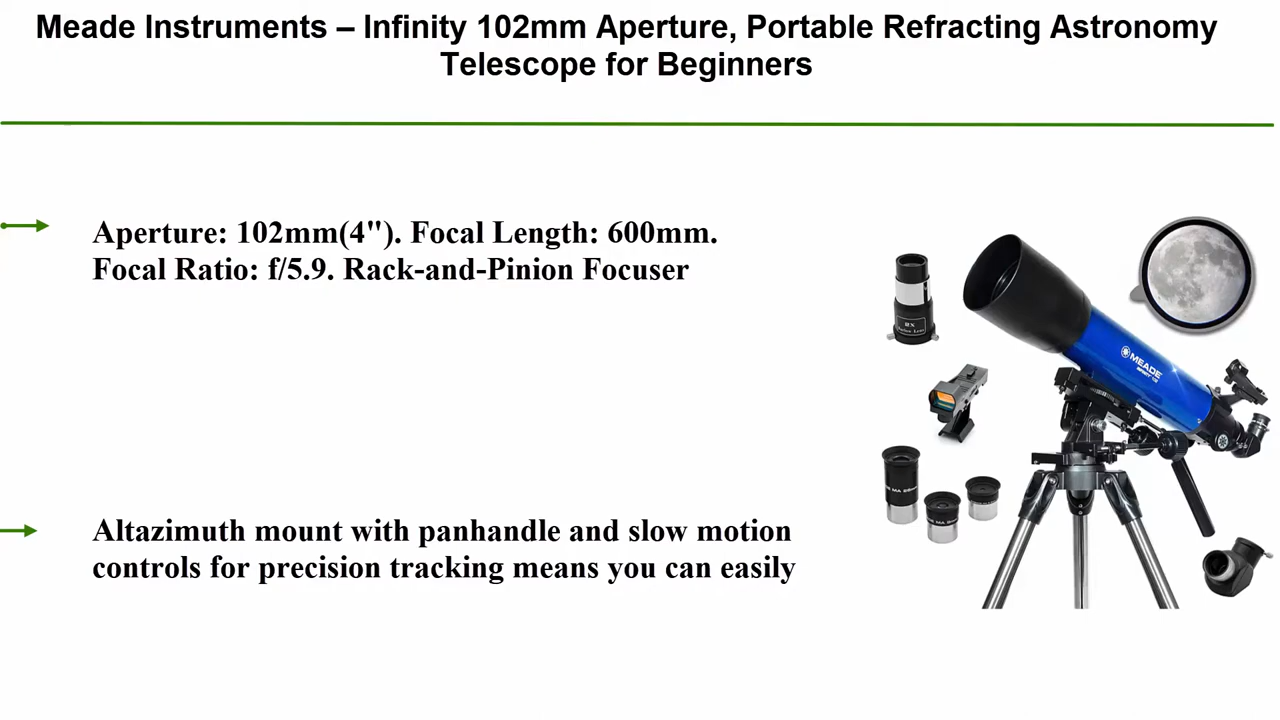 Meade Instruments – Infinity 102mm Aperture, Portable Refracting Astronomy
Telescope for Beginners
Aperture: 102mm(4"). Focal Length: 600mm.
Focal Ratio: f/5.9. Rack-and-Pinion Focuser
2X
MEADE
Altazimuth mount with panhandle and slow motion
controls for precision tracking means you can easily